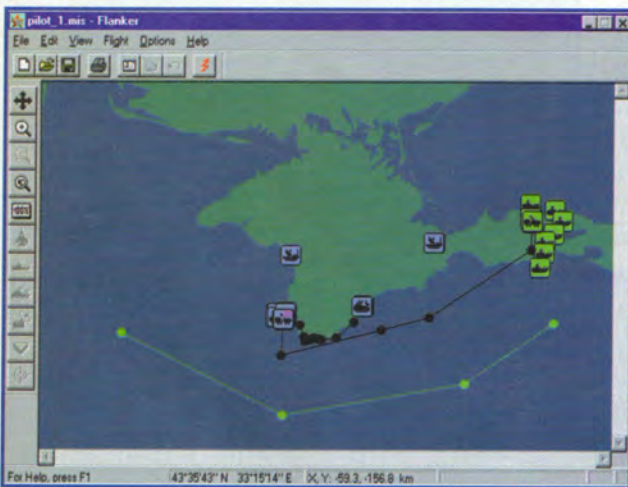 pilot_1.mis - Flanker
File Edit View Flight Options Help
For Help, press F1 43°35'43'' N 33°15'14'' E X, Y: -59.3, -156.8 km